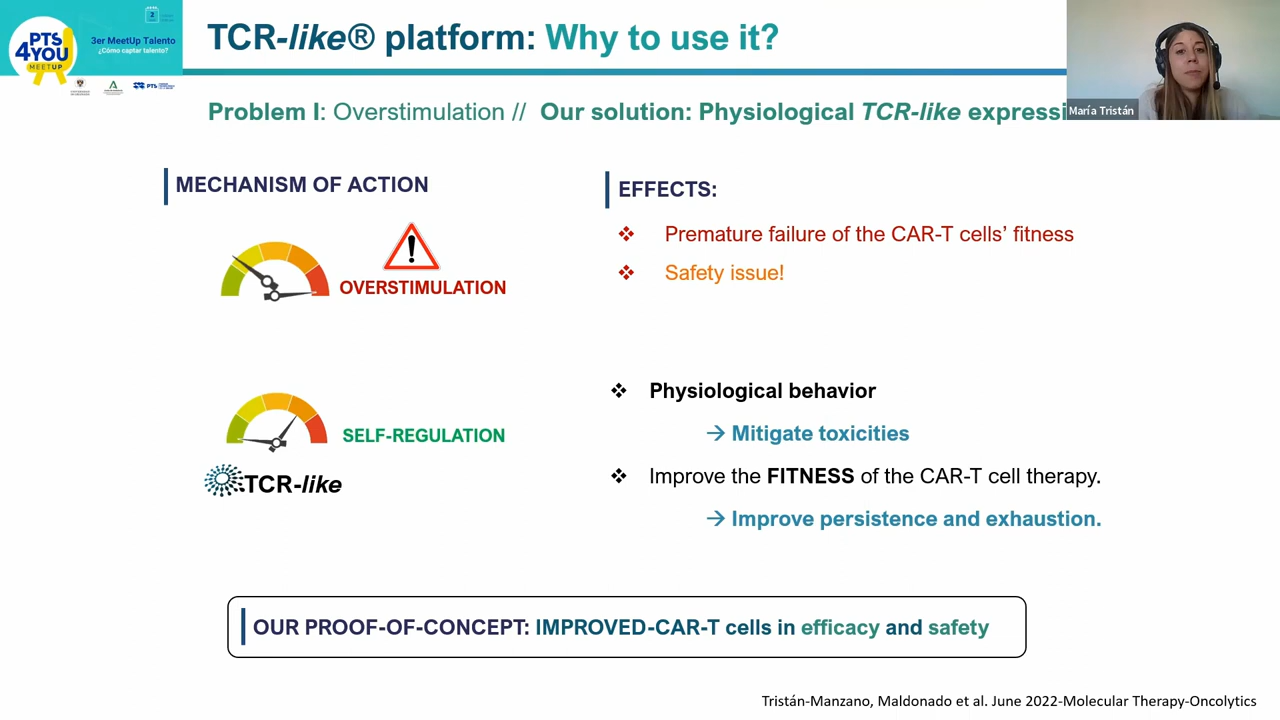 PTS
4YOU
MEETUP
3er MeetUp Talento
¿Cómo captar talento?
PTS
TCR-like® platform: Why to use it?
María Tristán
Problem I: Overstimulation // Our solution: Physiological TCR-like expressi
MECHANISM OF ACTION
EFFECTS:
OVERSTIMULATION
❖ Premature failure of the CAR-T cells’ fitness
❖ Safety issue!
SELF-REGULATION
TCR-like
❖ Physiological behavior
→ Mitigate toxicities
❖ Improve the FITNESS of the CAR-T cell therapy.
→ Improve persistence and exhaustion.
OUR PROOF-OF-CONCEPT: IMPROVED-CAR-T cells in efficacy and safety
Tristán-Manzano, Maldonado et al. June 2022-Molecular Therapy-Oncolytics